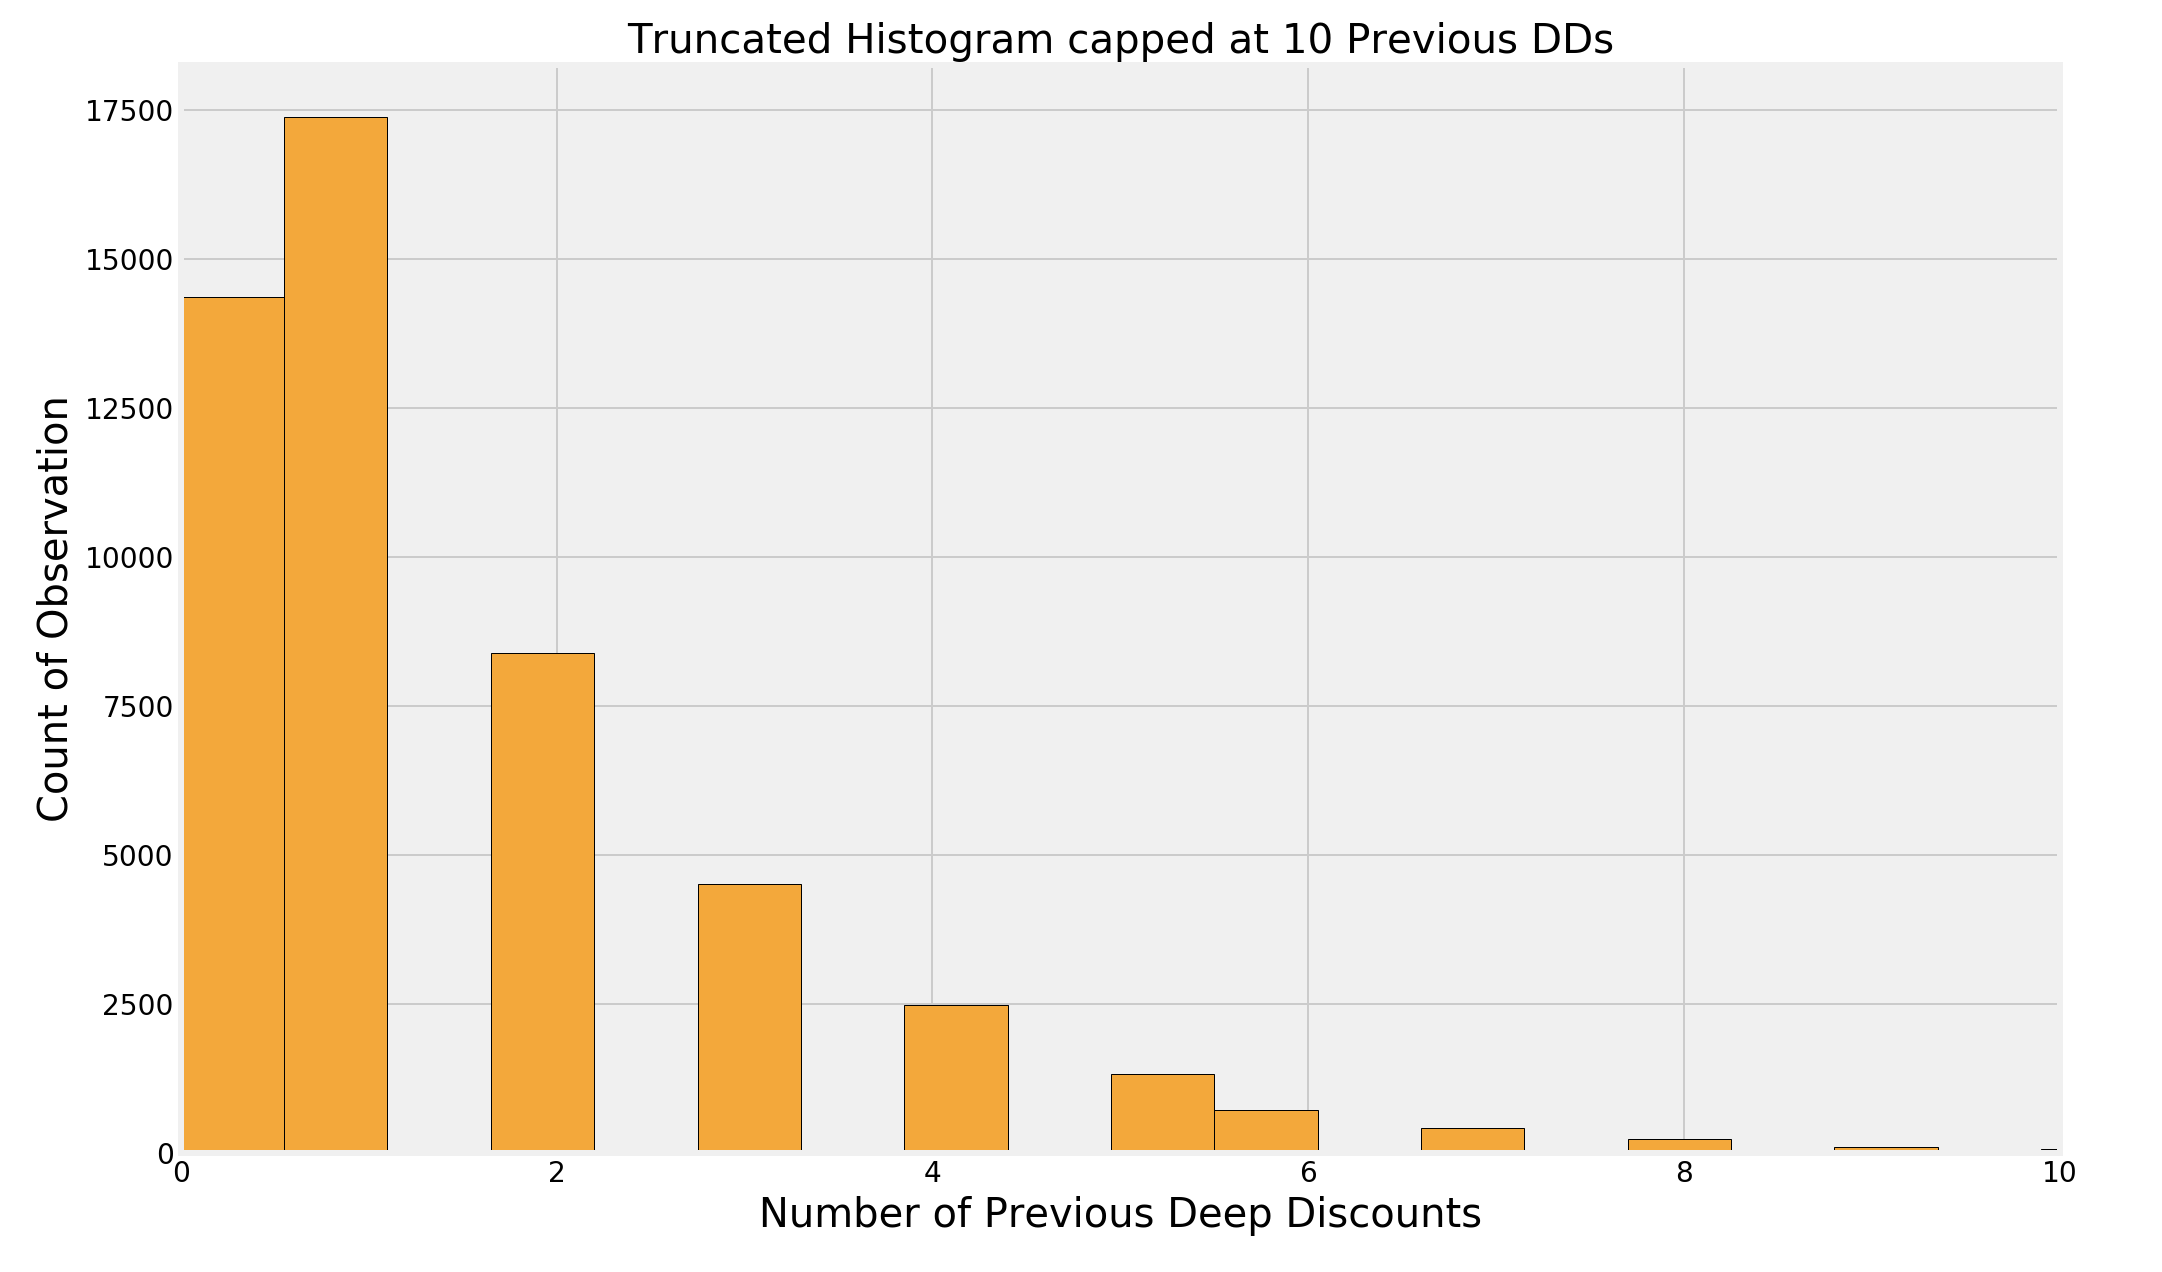 Truncated Histogram capped at 10 Previous DDs
17500
15000
12500
10000
7500
5000
2500
0
Count of Observation
0 2 4 6 8 10
Number of Previous Deep Discounts